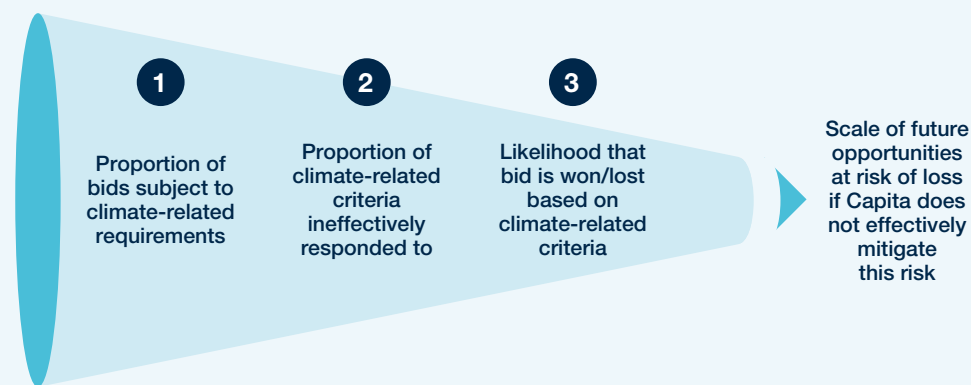 1
Proportion of
bids subject to
climate-related
requirements
2
Proportion of
climate-related
criteria
ineffectively
responded to
3
Likelihood that
bid is won/lost
based on
climate-related
criteria
Scale of future
opportunities
at risk of loss
if Capita does
not effectively
mitigate
this risk